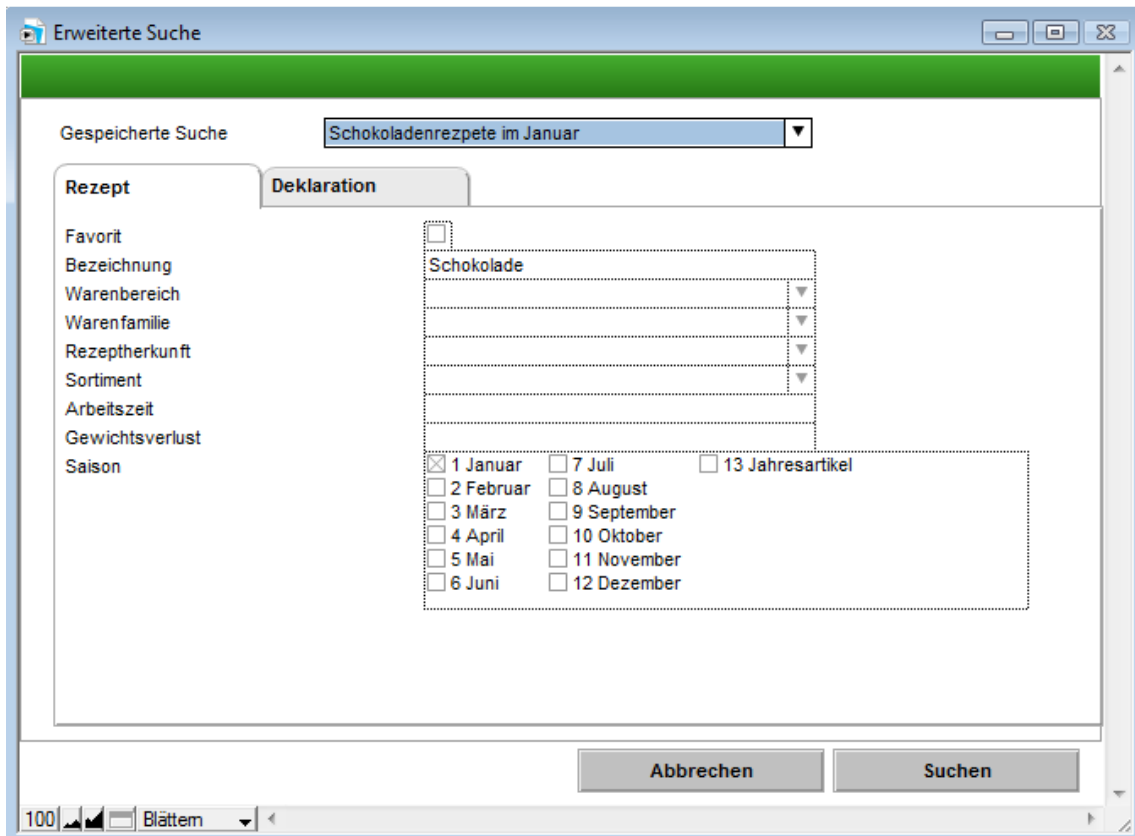 Erweiterte Suche
Gespeicherte Suche Schokoladenrezpete im Januar
Rezept Deklaration
Favorit
Bezeichnung Schokolade
Warenbereich
Warenfamilie
Rezeptherkunft
Sortiment
Arbeitszeit
Gewichtsverlust
Saison 1 Januar 7 Juli 13 Jahresartikel
2 Februar 8 August
3 März 9 September
4 April 10 Oktober
5 Mai 11 November
6 Juni 12 Dezember
Abbrechen Suchen
100 Blättern